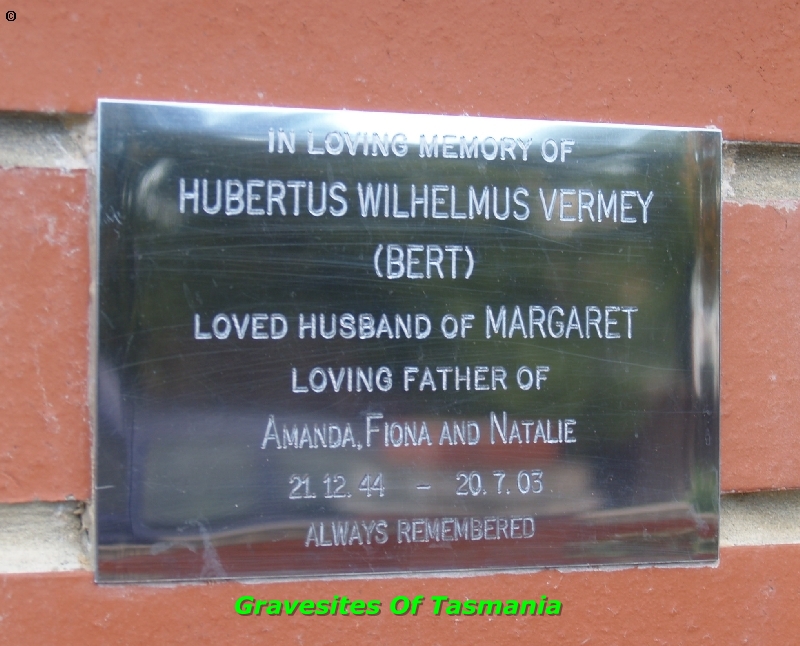 ©
IN LOVING MEMORY OF
HUBERTUS WILHELMUS VERMEY
(BERT)
LOVED HUSBAND OF MARGARET
LOVING FATHER OF
AMANDA, FIONA AND NATALIE
21.12.44 - 20.7.03
ALWAYS REMEMBERED
Gravesites Of Tasmania